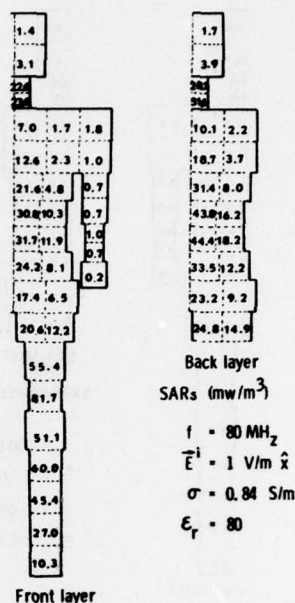 1.4
3.1
7.0 1.7 1.8
12.6 2.3 1.0
21.6 4.8 0.7
30.8 10.3 0.7
31.7 11.9 1.0
0.7
24.2 8.1
0.2
17.4 6.5
20.6 12.2
55.4
81.7
51.1
60.0
45.4
27.0
10.3
Front layer
1.7
3.9
10.1 2.2
18.7 3.7
31.4 8.0
43.8 16.2
44.4 18.2
33.5 12.2
23.2 9.2
24.8 14.9
Back layer
SARs (mw/m³)
f = 80 MHz
E⃗ⁱ = 1 V/m x̂
σ = 0.84 S/m
εr = 80